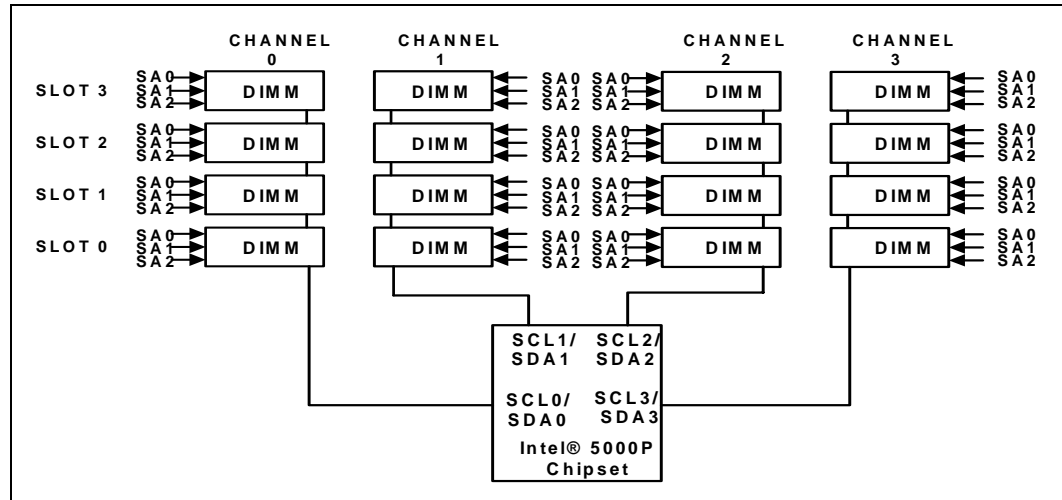 CHANNEL 0
CHANNEL 1
CHANNEL 2
CHANNEL 3
SLOT 3
SA0
SA1
SA2
DIMM
DIMM
SA0
SA1
SA2
SA0
SA1
SA2
DIMM
DIMM
SA0
SA1
SA2
SLOT 2
SA0
SA1
SA2
DIMM
DIMM
SA0
SA1
SA2
SA0
SA1
SA2
DIMM
DIMM
SA0
SA1
SA2
SLOT 1
SA0
SA1
SA2
DIMM
DIMM
SA0
SA1
SA2
SA0
SA1
SA2
DIMM
DIMM
SA0
SA1
SA2
SLOT 0
SA0
SA1
SA2
DIMM
DIMM
SA0
SA1
SA2
SA0
SA1
SA2
DIMM
DIMM
SA0
SA1
SA2
SCL1/
SDA1
SCL2/
SDA2
SCL0/
SDA0
SCL3/
SDA3
Intel® 5000P
Chipset